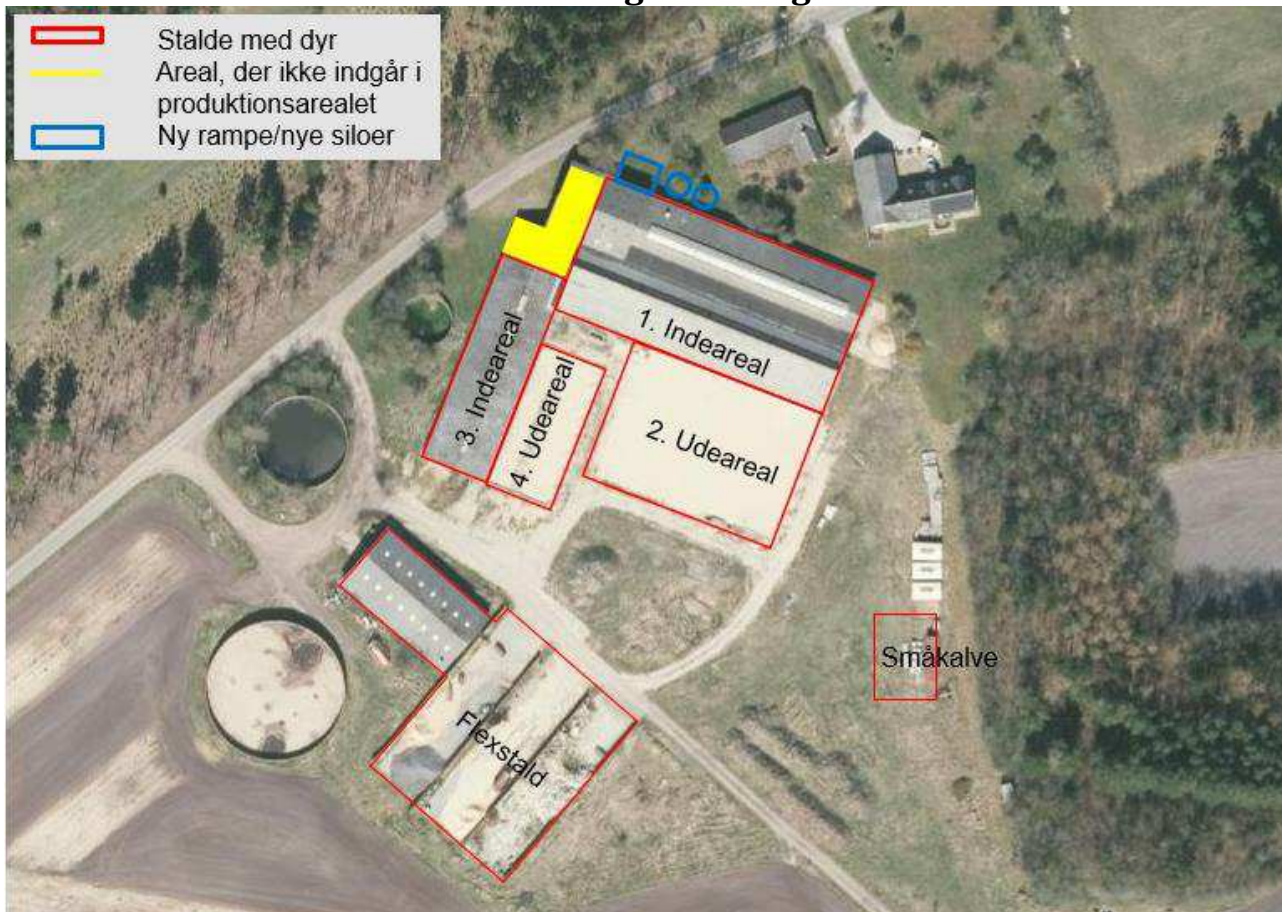 Stalde med dyr
Areal, der ikke indgår i
produktionsarealet
Ny rampe/nye siloer
1. Indeareal
2. Udeareal
3. Indeareal
4. Udeareal
Småkalve
Flexstald